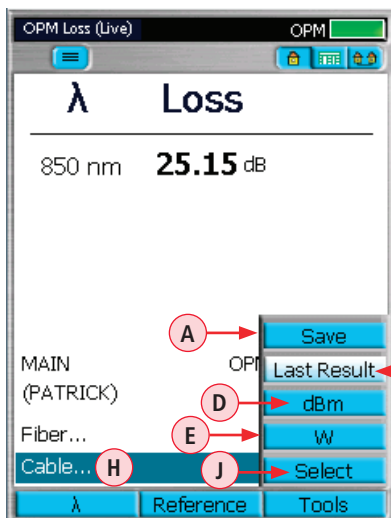 OPM Loss (Live) OPM
λ Loss
850 nm 25.15 dB
A Save
MAIN OPM Last Result
(PATRICK) D dBm
Fiber... E W
Cable... H J Select
λ Reference Tools